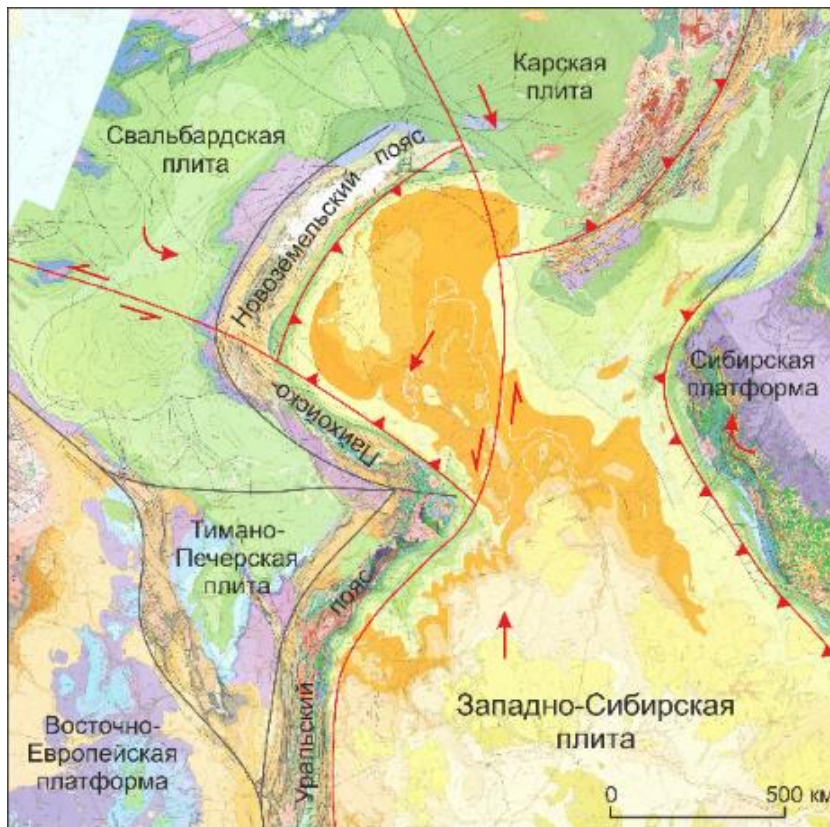 Карская
плита
Свальбардская
плита
Новоземельский пояс
Сибирская
платформа
Пайхойско-
Тимано-
Печерская
плита
Уральский пояс
Западно-Сибирская
плита
Восточно-
Европейская
платформа
0 500 км